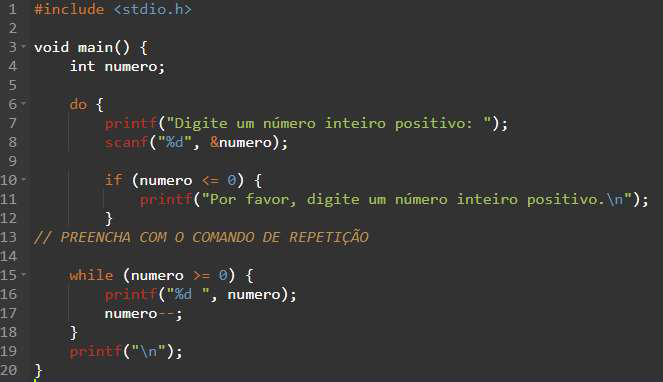 1 #include <stdio.h>
2
3 void main() {
4     int numero;
5
6     do {
7         printf("Digite um número inteiro positivo: ");
8         scanf("%d", &numero);
9
10         if (numero <= 0) {
11             printf("Por favor, digite um número inteiro positivo.\n");
12         }
13 // PREENCHA COM O COMANDO DE REPETIÇÃO
14
15     while (numero >= 0) {
16         printf("%d ", numero);
17         numero--;
18     }
19     printf("\n");
20 }